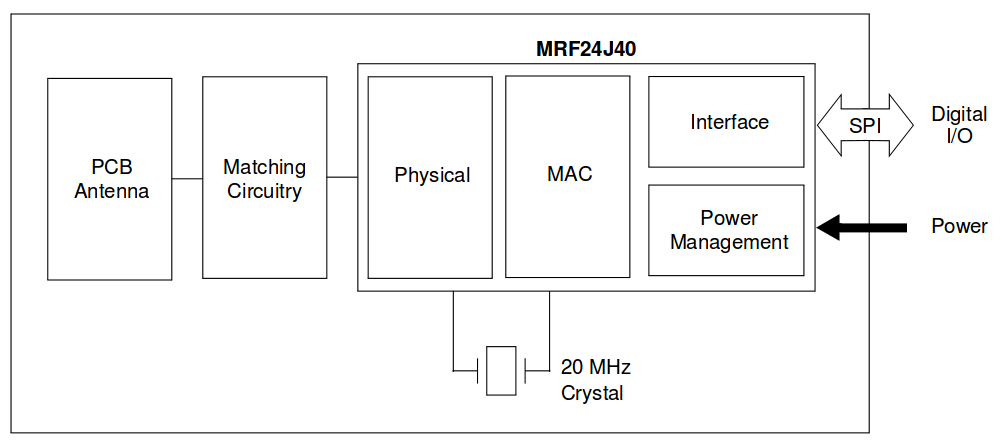 MRF24J40
PCB
Antenna
Matching
Circuitry
Physical
MAC
Interface
Power
Management
SPI
Digital
I/O
Power
20 MHz
Crystal